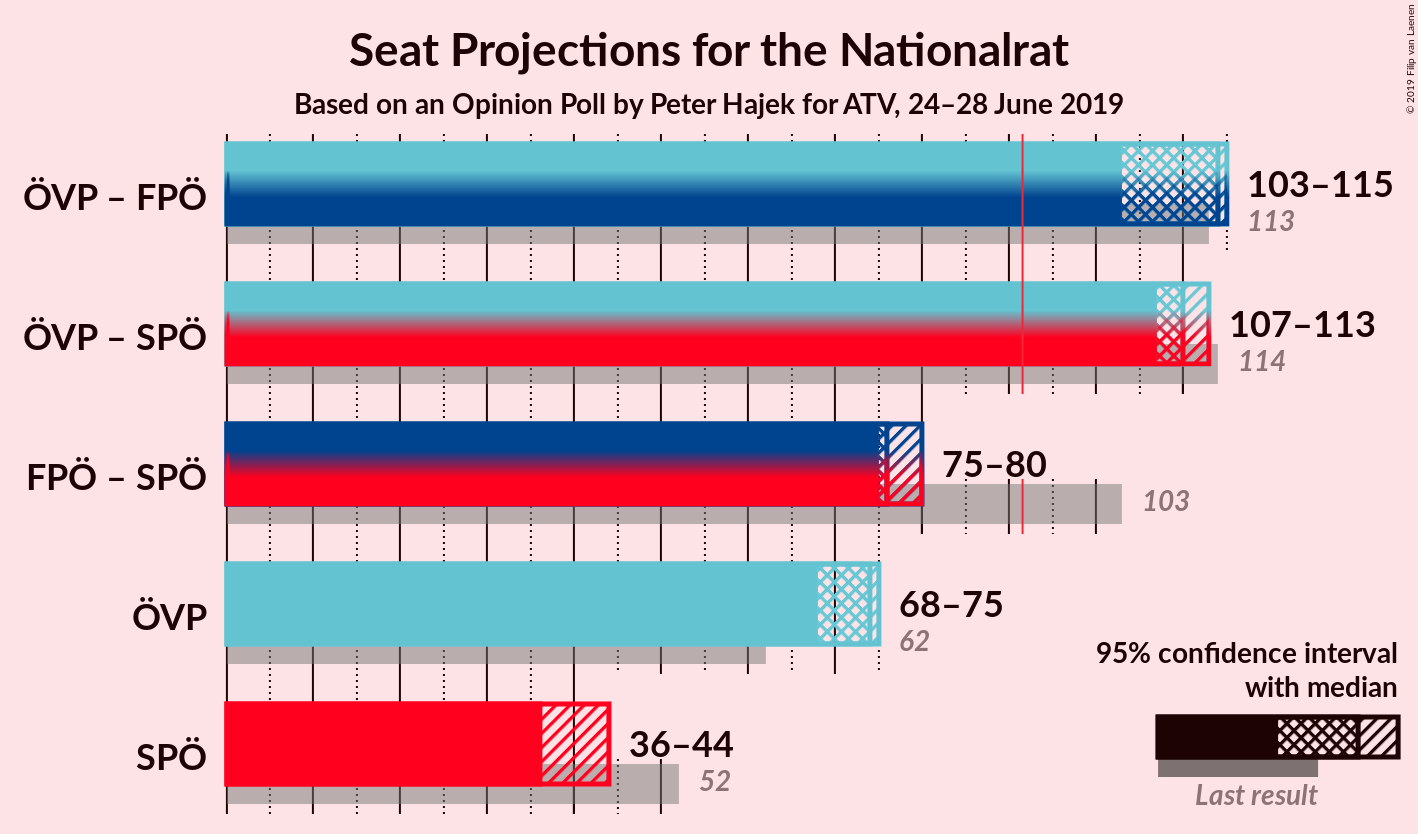 Seat Projections for the Nationalrat
Based on an Opinion Poll by Peter Hajek for ATV, 24–28 June 2019
© 2019 Filip van Laenen
ÖVP – FPÖ
103–115
113
ÖVP – SPÖ
107–113
114
FPÖ – SPÖ
75–80
103
ÖVP
68–75
62
SPÖ
36–44
52
95% confidence interval
with median
Last result